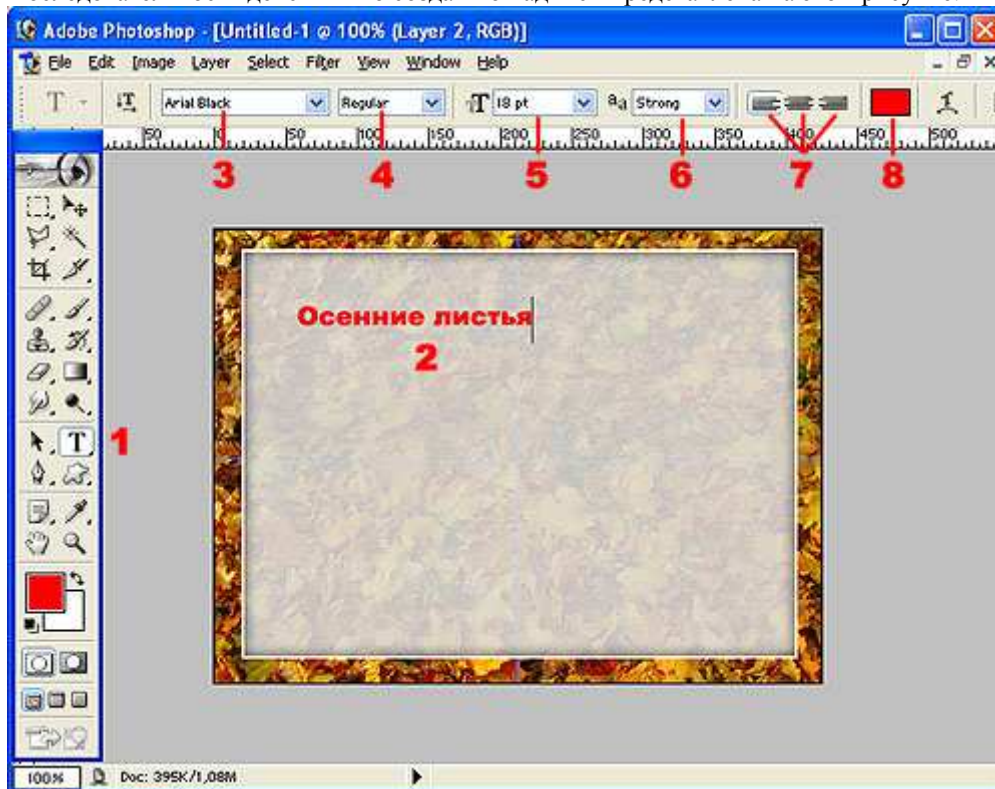 Adobe Photoshop - [Untitled-1 @ 100% (Layer 2, RGB)]
File Edit Image Layer Select Filter View Window Help
T Arial Black Regular T 18 pt aa Strong
50 0 50 100 150 200 250 300 350 400 450 500
3 4 5 6 7 8
Осенние листья
2
T 1
100% Doc: 395K/1,08M